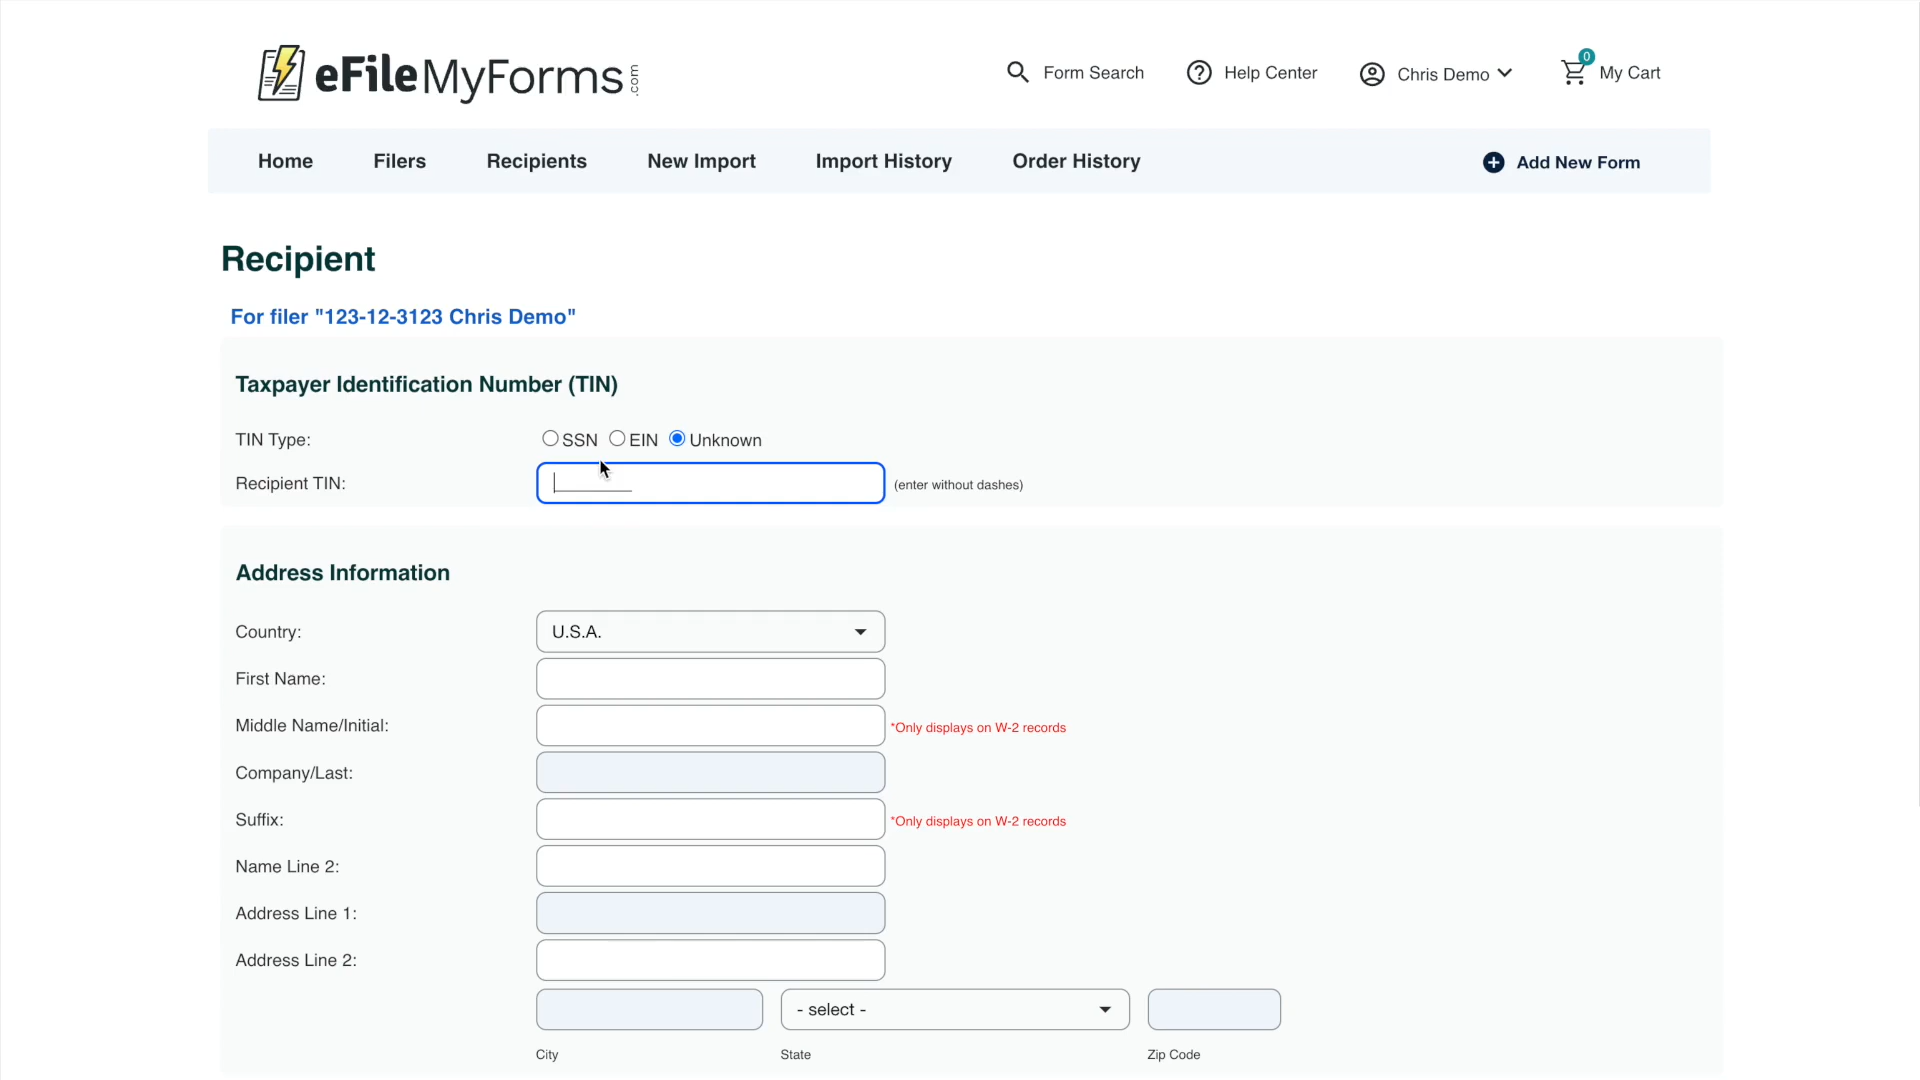 eFileMyForms.com
Form Search
Help Center
Chris Demo
0
My Cart
Home
Filers
Recipients
New Import
Import History
Order History
Add New Form
Recipient
For filer "123-12-3123 Chris Demo"
Taxpayer Identification Number (TIN)
TIN Type:
SSN
EIN
Unknown
Recipient TIN:
_________
(enter without dashes)
Address Information
Country:
U.S.A.
First Name:
Middle Name/Initial:
*Only displays on W-2 records
Company/Last:
Suffix:
*Only displays on W-2 records
Name Line 2:
Address Line 1:
Address Line 2:
- select -
City
State
Zip Code